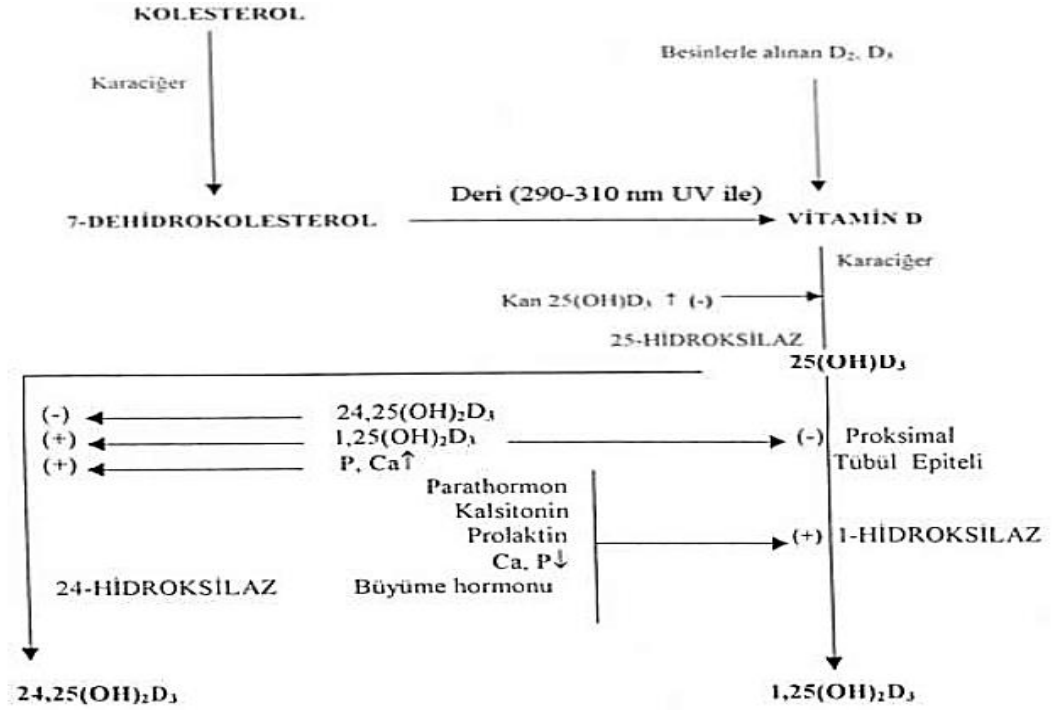 KOLESTEROL
Besinlerle alınan D₂, D₃
Karaciğer
Deri (290-310 nm UV ile)
7-DEHİDROKOLESTEROL
VİTAMİN D
Karaciğer
Kan 25(OH)D₃ ↑ (-)
25-HİDROKSİLAZ
25(OH)D₃
(-) 24,25(OH)₂D₃
(+) 1,25(OH)₂D₃ (-) Proksimal
(+) P, Ca↑ Tübül Epiteli
Parathormon
Kalsitonin
Prolaktin (+) 1-HİDROKSİLAZ
Ca, P↓
24-HİDROKSİLAZ Büyüme hormonu
24,25(OH)₂D₃ 1,25(OH)₂D₃